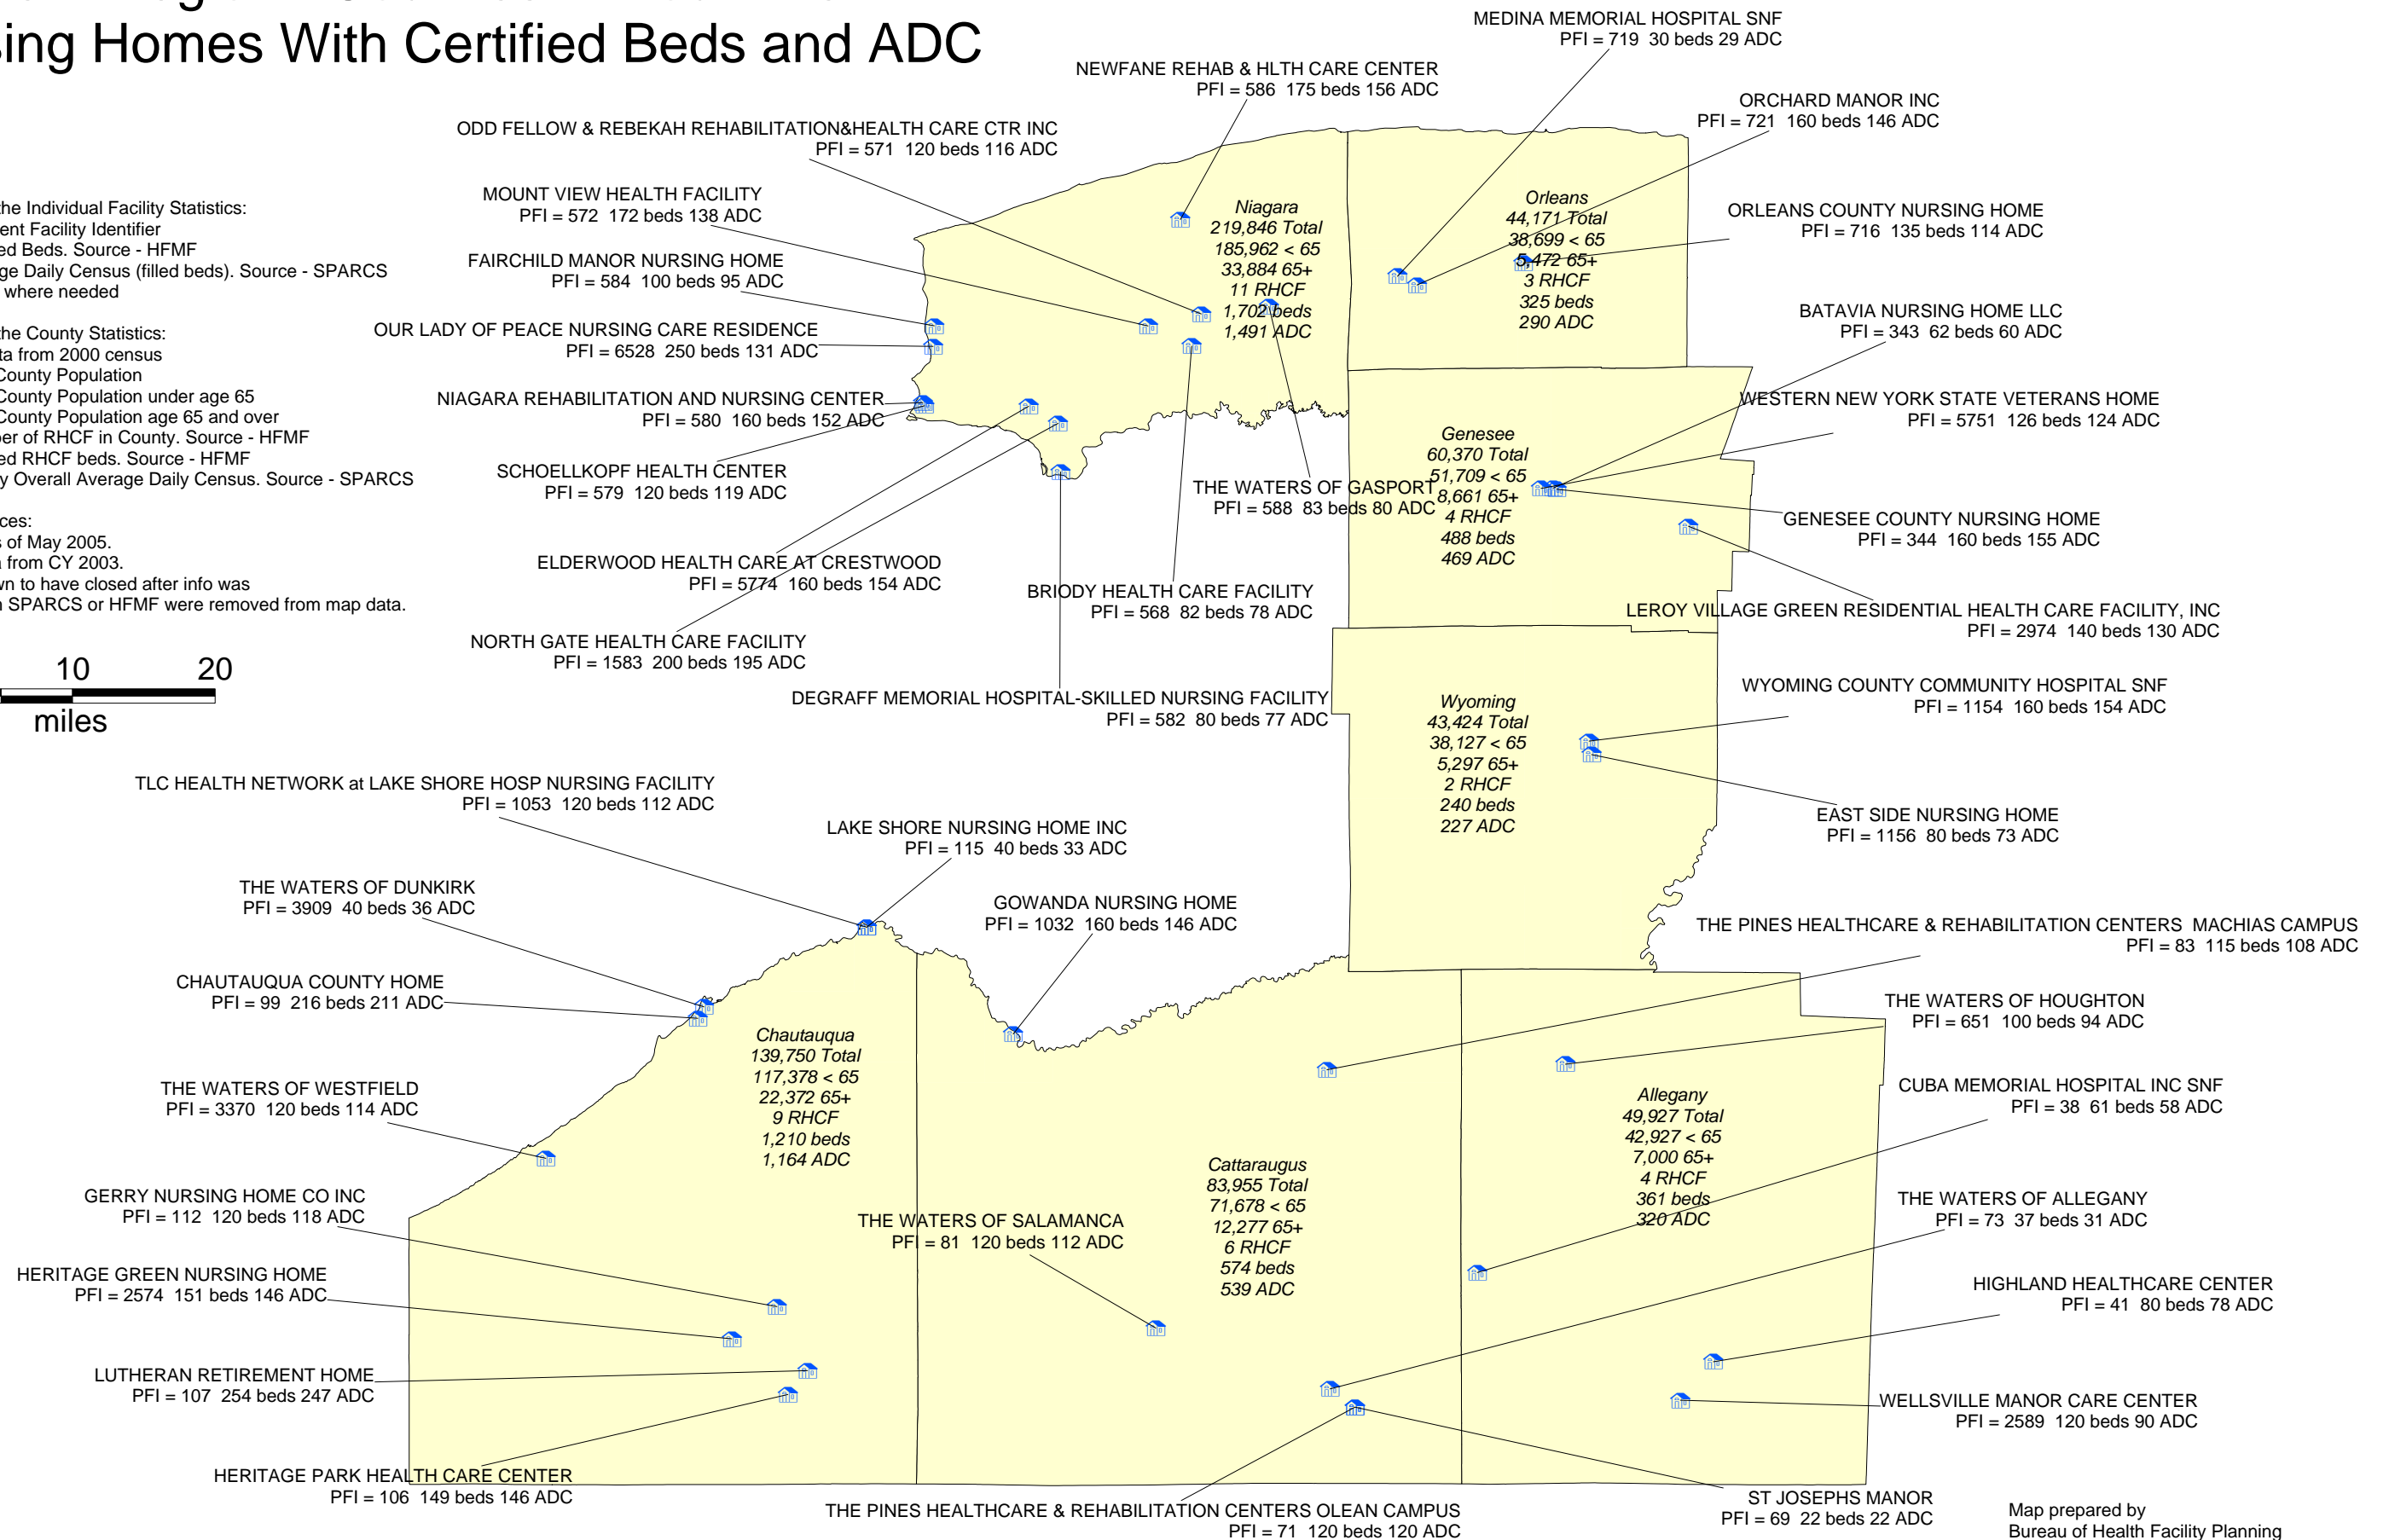 sing Homes With Certified Beds and ADC
MEDINA MEMORIAL HOSPITAL SNF
PFI = 719 30 beds 29 ADC
NEWFANE REHAB & HLTH CARE CENTER
PFI = 586 175 beds 156 ADC
ORCHARD MANOR INC
PFI = 721 160 beds 146 ADC
ODD FELLOW & REBEKAH REHABILITATION&HEALTH CARE CTR INC
PFI = 571 120 beds 116 ADC
MOUNT VIEW HEALTH FACILITY
PFI = 572 172 beds 138 ADC
FAIRCHILD MANOR NURSING HOME
PFI = 584 100 beds 95 ADC
OUR LADY OF PEACE NURSING CARE RESIDENCE
PFI = 6528 250 beds 131 ADC
NIAGARA REHABILITATION AND NURSING CENTER
PFI = 580 160 beds 152 ADC
SCHOELLKOPF HEALTH CENTER
PFI = 579 120 beds 119 ADC
ELDERWOOD HEALTH CARE AT CRESTWOOD
PFI = 5774 160 beds 154 ADC
NORTH GATE HEALTH CARE FACILITY
PFI = 1583 200 beds 195 ADC
DEGRAFF MEMORIAL HOSPITAL-SKILLED NURSING FACILITY
PFI = 582 80 beds 77 ADC
BRIODY HEALTH CARE FACILITY
PFI = 568 82 beds 78 ADC
THE WATERS OF GASPORT
PFI = 588 83 beds 80 ADC
Niagara
219,846 Total
185,962 < 65
33,884 65+
11 RHCF
1,702 beds
1,491 ADC
Orleans
44,171 Total
38,699 < 65
5,472 65+
3 RHCF
325 beds
290 ADC
ORLEANS COUNTY NURSING HOME
PFI = 716 135 beds 114 ADC
BATAVIA NURSING HOME LLC
PFI = 343 62 beds 60 ADC
WESTERN NEW YORK STATE VETERANS HOME
PFI = 5751 126 beds 124 ADC
Genesee
60,370 Total
51,709 < 65
8,661 65+
4 RHCF
488 beds
469 ADC
GENESEE COUNTY NURSING HOME
PFI = 344 160 beds 155 ADC
LEROY VILLAGE GREEN RESIDENTIAL HEALTH CARE FACILITY, INC
PFI = 2974 140 beds 130 ADC
the Individual Facility Statistics:
ent Facility Identifier
ed Beds. Source - HFMF
ge Daily Census (filled beds). Source - SPARCS
where needed
the County Statistics:
ta from 2000 census
County Population
County Population under age 65
County Population age 65 and over
er of RHCF in County. Source - HFMF
ed RHCF beds. Source - HFMF
y Overall Average Daily Census. Source - SPARCS
ces:
s of May 2005.
a from CY 2003.
wn to have closed after info was
n SPARCS or HFMF were removed from map data.
10 20
miles
Wyoming
43,424 Total
38,127 < 65
5,297 65+
2 RHCF
240 beds
227 ADC
WYOMING COUNTY COMMUNITY HOSPITAL SNF
PFI = 1154 160 beds 154 ADC
EAST SIDE NURSING HOME
PFI = 1156 80 beds 73 ADC
TLC HEALTH NETWORK at LAKE SHORE HOSP NURSING FACILITY
PFI = 1053 120 beds 112 ADC
LAKE SHORE NURSING HOME INC
PFI = 115 40 beds 33 ADC
THE WATERS OF DUNKIRK
PFI = 3909 40 beds 36 ADC
GOWANDA NURSING HOME
PFI = 1032 160 beds 146 ADC
CHAUTAUQUA COUNTY HOME
PFI = 99 216 beds 211 ADC
THE WATERS OF WESTFIELD
PFI = 3370 120 beds 114 ADC
Chautauqua
139,750 Total
117,378 < 65
22,372 65+
9 RHCF
1,210 beds
1,164 ADC
GERRY NURSING HOME CO INC
PFI = 112 120 beds 118 ADC
HERITAGE GREEN NURSING HOME
PFI = 2574 151 beds 146 ADC
LUTHERAN RETIREMENT HOME
PFI = 107 254 beds 247 ADC
HERITAGE PARK HEALTH CARE CENTER
PFI = 106 149 beds 146 ADC
THE WATERS OF SALAMANCA
PFI = 81 120 beds 112 ADC
Cattaraugus
83,955 Total
71,678 < 65
12,277 65+
6 RHCF
574 beds
539 ADC
THE PINES HEALTHCARE & REHABILITATION CENTERS MACHIAS CAMPUS
PFI = 83 115 beds 108 ADC
THE WATERS OF HOUGHTON
PFI = 651 100 beds 94 ADC
Allegany
49,927 Total
42,927 < 65
7,000 65+
4 RHCF
361 beds
320 ADC
CUBA MEMORIAL HOSPITAL INC SNF
PFI = 38 61 beds 58 ADC
THE WATERS OF ALLEGANY
PFI = 73 37 beds 31 ADC
HIGHLAND HEALTHCARE CENTER
PFI = 41 80 beds 78 ADC
WELLSVILLE MANOR CARE CENTER
PFI = 2589 120 beds 90 ADC
THE PINES HEALTHCARE & REHABILITATION CENTERS OLEAN CAMPUS
PFI = 71 120 beds 120 ADC
ST JOSEPHS MANOR
PFI = 69 22 beds 22 ADC
Map prepared by
Bureau of Health Facility Planning